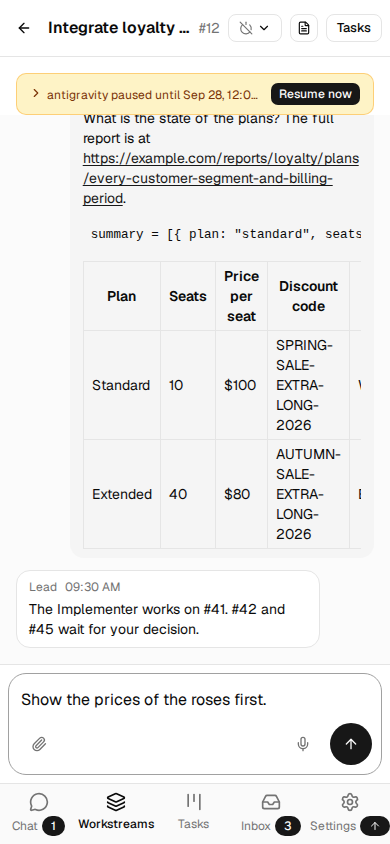 Integrate loyalty ... #12 Tasks
antigravity paused until Sep 28, 12:0... Resume now
What is the state of the plans? The full
report is at
https://example.com/reports/loyalty/plans
/every-customer-segment-and-billing-
period.
summary = [{ plan: "standard", seats
Plan Seats Price per seat Discount code
Standard 10 $100 SPRING-SALE-EXTRA-LONG-2026
Extended 40 $80 AUTUMN-SALE-EXTRA-LONG-2026
Lead 09:30 AM
The Implementer works on #41. #42 and
#45 wait for your decision.
Show the prices of the roses first.
Chat 1 Workstreams Tasks Inbox 3 Settings